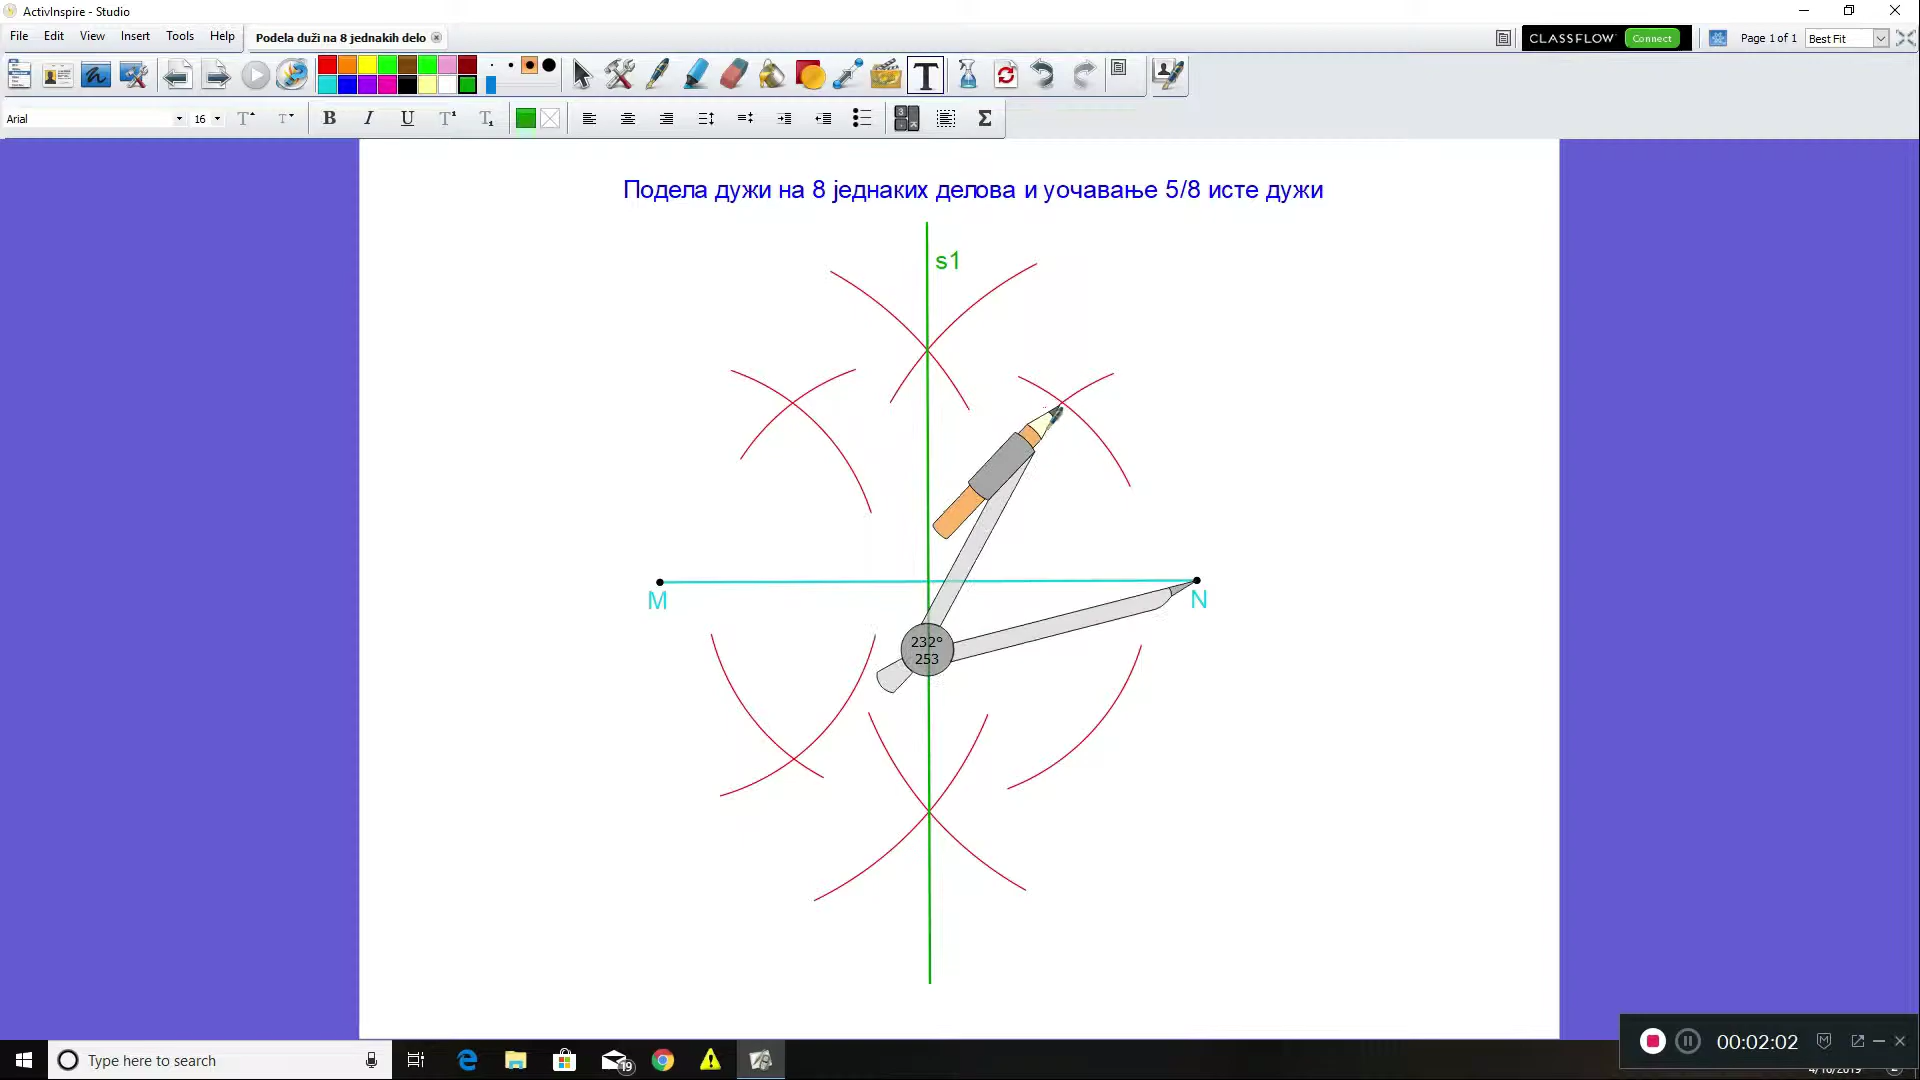 ActivInspire - Studio
File Edit View Insert Tools Help
Podela duži na 8 jednakih delo
CLASSFLOW Connect
Page 1 of 1
Best Fit
Arial
16
B I U T T T Σ
Подела дужи на 8 једнаких делова и уочавање 5/8 исте дужи
s1
M
N
232°
253
Type here to search
19
00:02:02